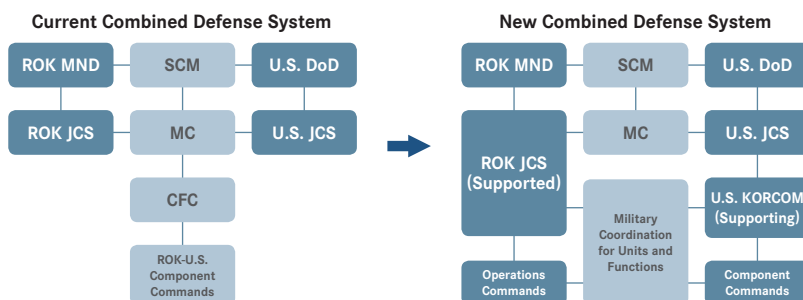 Current Combined Defense System
ROK MND
SCM
U.S. DoD
ROK JCS
MC
U.S. JCS
CFC
ROK-U.S.
Component
Commands
New Combined Defense System
ROK MND
SCM
U.S. DoD
ROK JCS
(Supported)
MC
U.S. JCS
Military
Coordination
for Units and
Functions
U.S. KORCOM
(Supporting)
Operations
Commands
Component
Commands